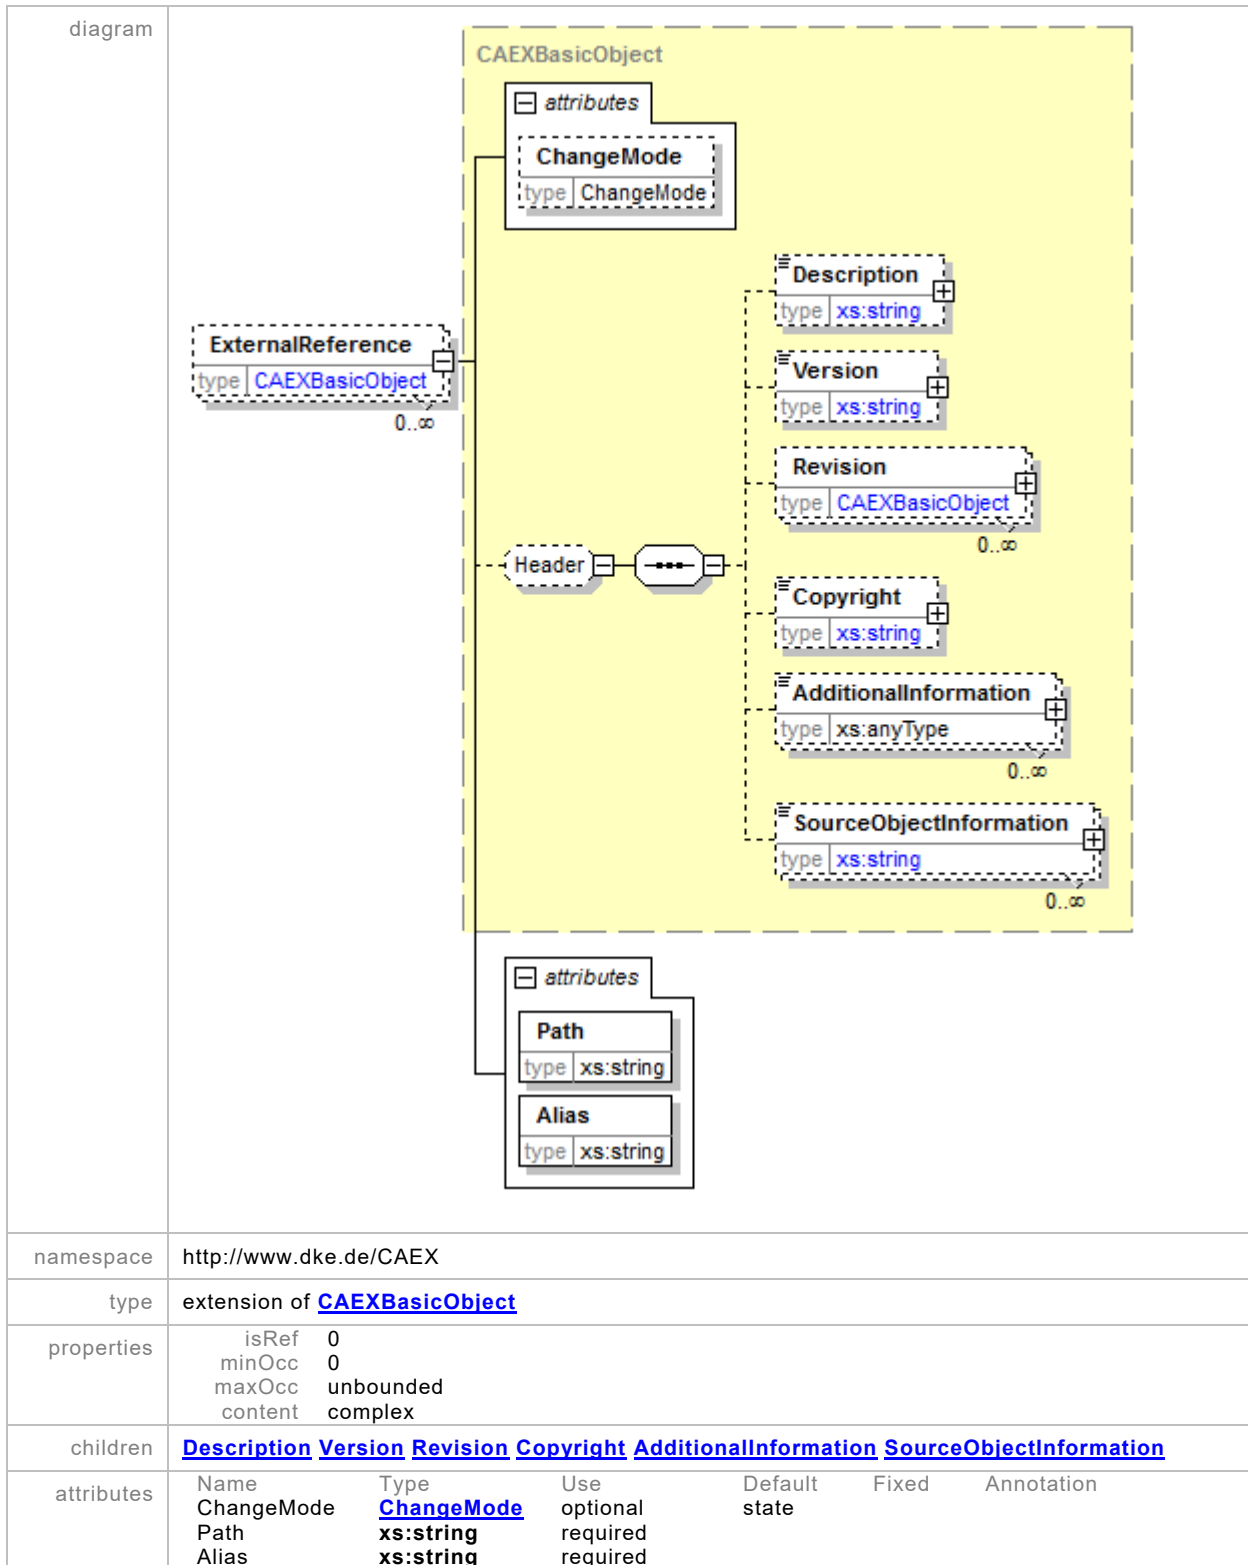 diagram
CAEXBasicObject
attributes
ChangeMode
type ChangeMode
Description
type xs:string
ExternalReference
type CAEXBasicObject
0..∞
Version
type xs:string
Revision
type CAEXBasicObject
0..∞
Header
Copyright
type xs:string
AdditionalInformation
type xs:anyType
0..∞
SourceObjectInformation
type xs:string
0..∞
attributes
Path
type xs:string
Alias
type xs:string
namespace http://www.dke.de/CAEX
type extension of CAEXBasicObject
properties
isRef 0
minOcc 0
maxOcc unbounded
content complex
children Description Version Revision Copyright AdditionalInformation SourceObjectInformation
attributes
Name Type Use Default Fixed Annotation
ChangeMode ChangeMode optional state
Path xs:string required
Alias xs:string required